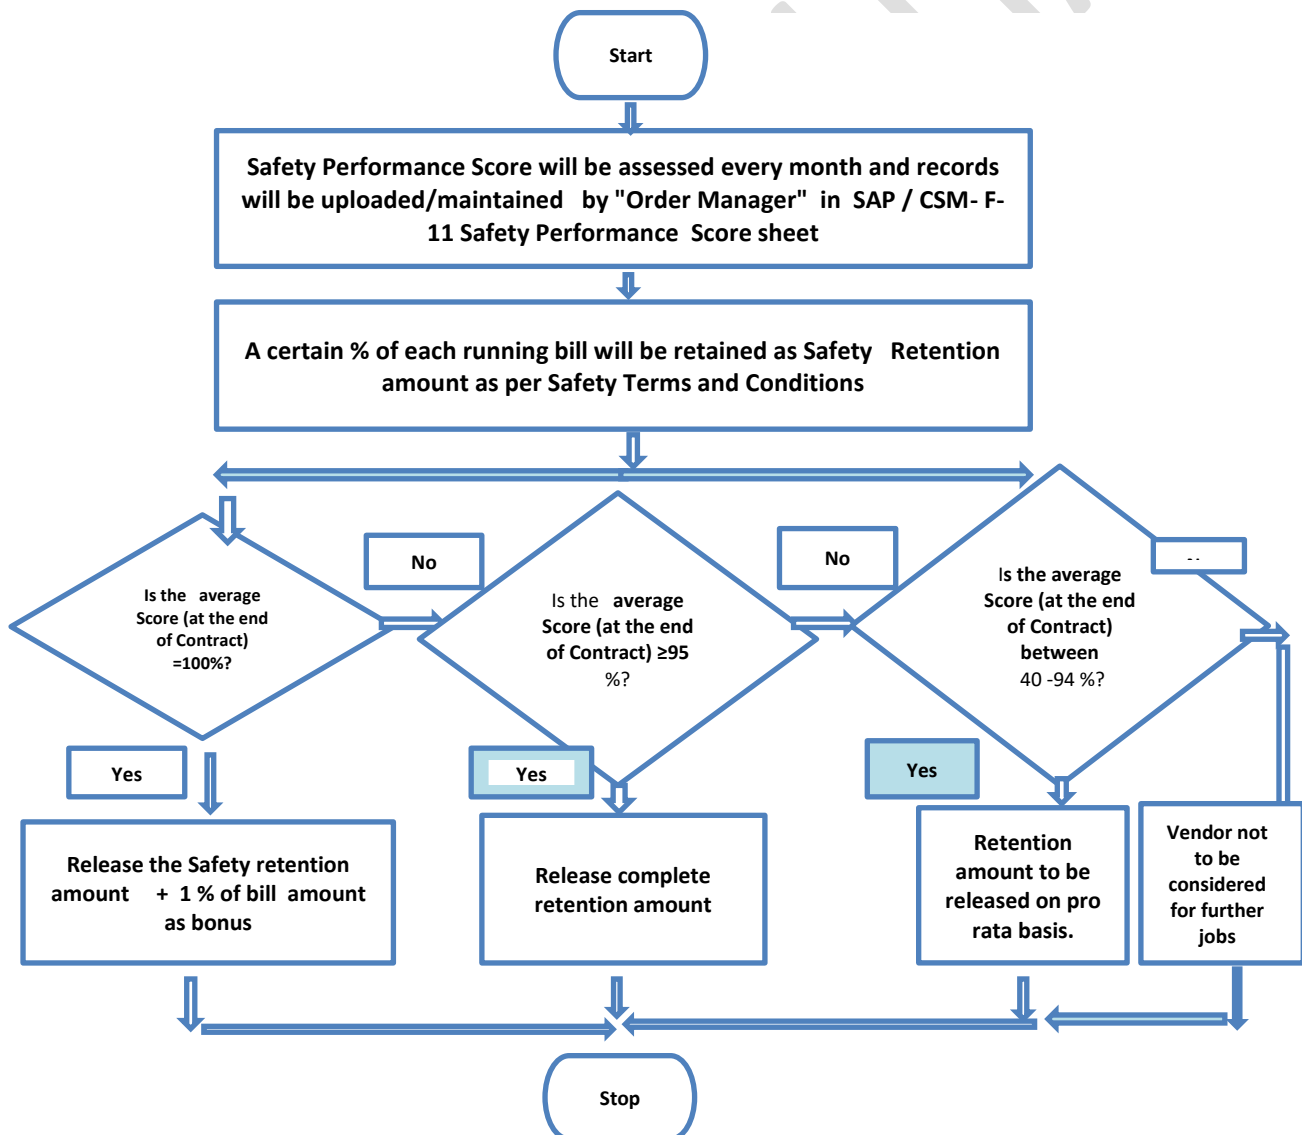 Start
Safety Performance Score will be assessed every month and records
will be uploaded/maintained by "Order Manager" in SAP / CSM- F-
11 Safety Performance Score sheet
A certain % of each running bill will be retained as Safety Retention
amount as per Safety Terms and Conditions
Is the average
Score (at the end
of Contract)
=100%?
No
Is the average
Score (at the end
of Contract) ≥95
%?
No
Is the average
Score (at the end
of Contract)
between
40 -94 %?
Yes
Yes
Yes
Release the Safety retention
amount + 1 % of bill amount
as bonus
Release complete
retention amount
Retention
amount to be
released on pro
rata basis.
Vendor not
to be
considered
for further
jobs
Stop